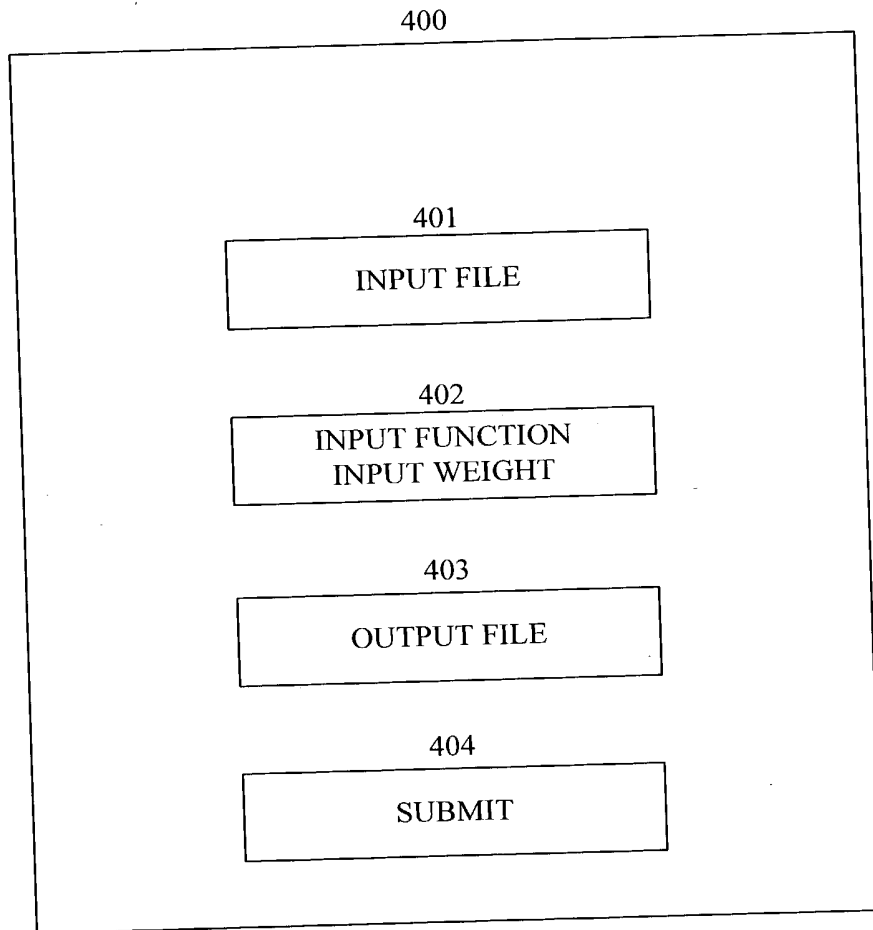 400
401
INPUT FILE
402
INPUT FUNCTION
INPUT WEIGHT
403
OUTPUT FILE
404
SUBMIT